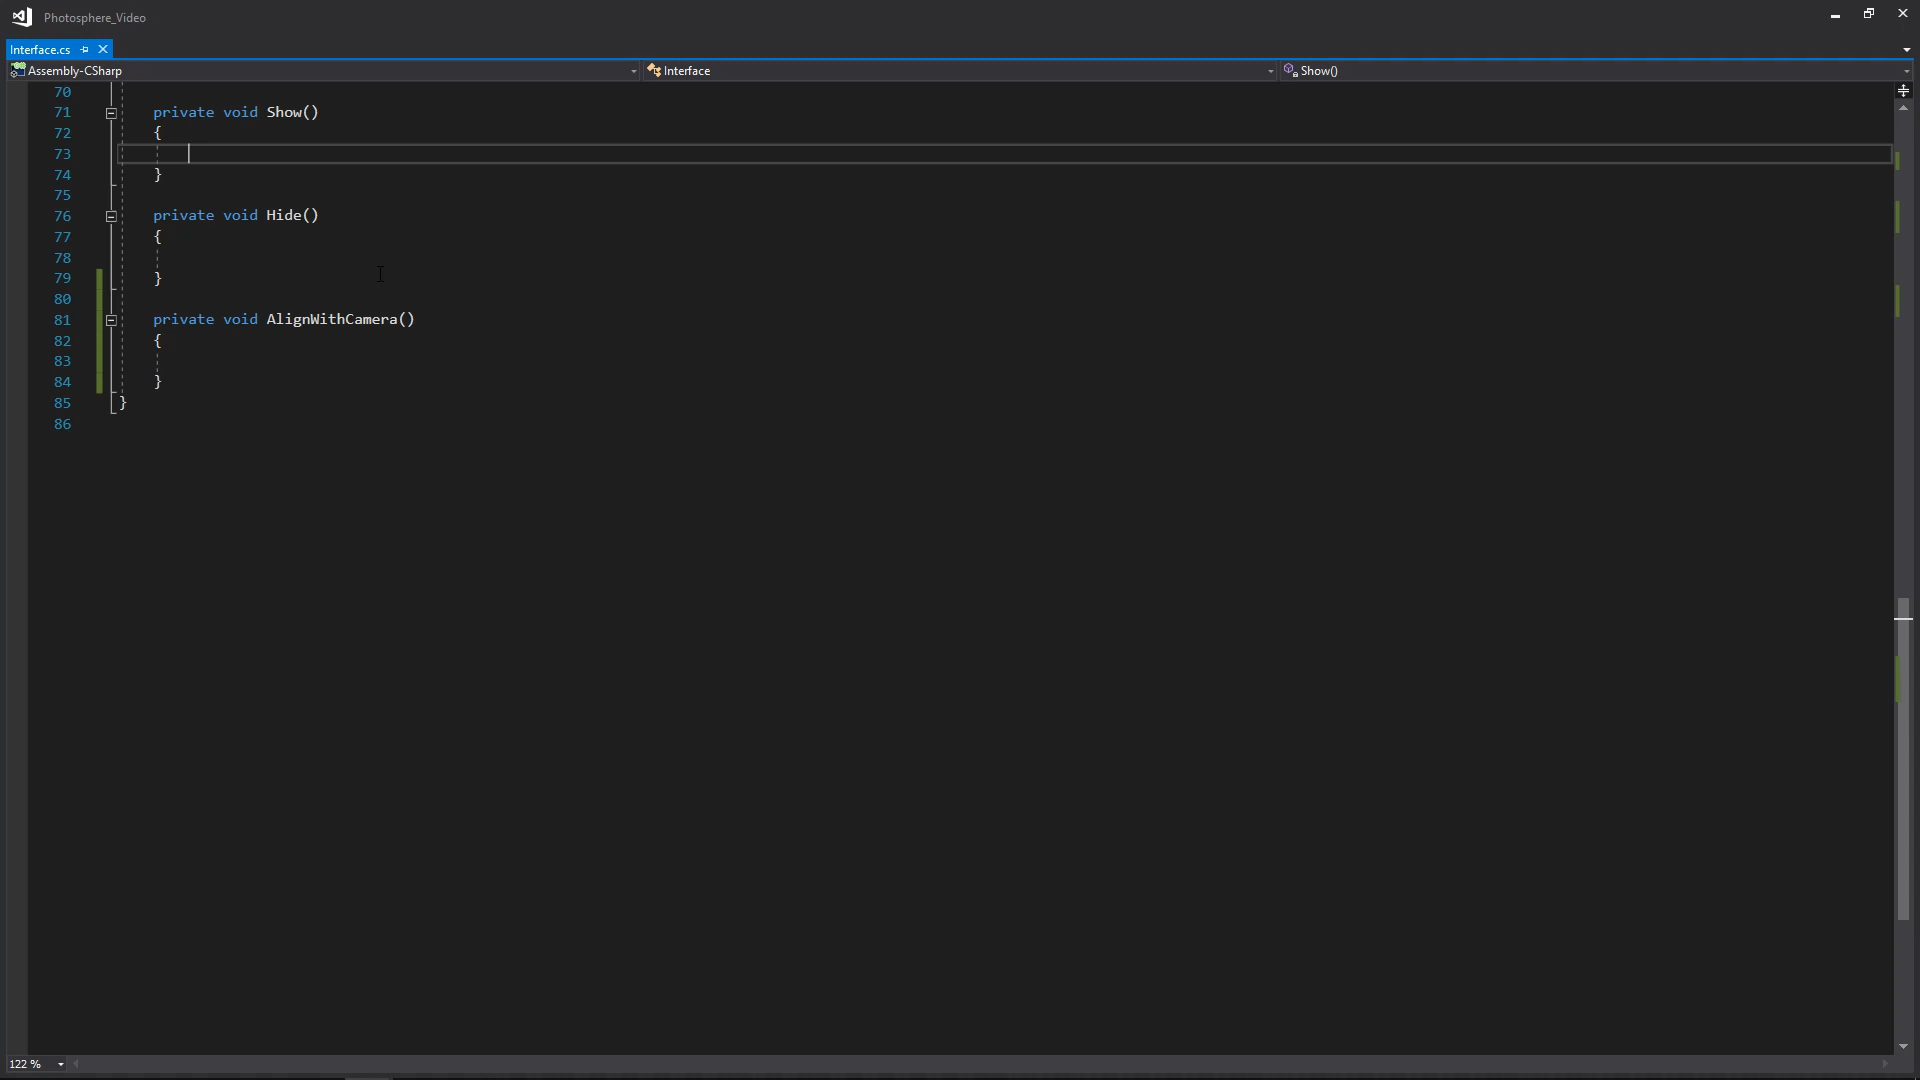 Photosphere_Video
Interface.cs
Assembly-CSharp Interface Show()
70
71 private void Show()
72 {
73
74 }
75
76 private void Hide()
77 {
78
79 }
80
81 private void AlignWithCamera()
82 {
83
84 }
85 }
86
122 %